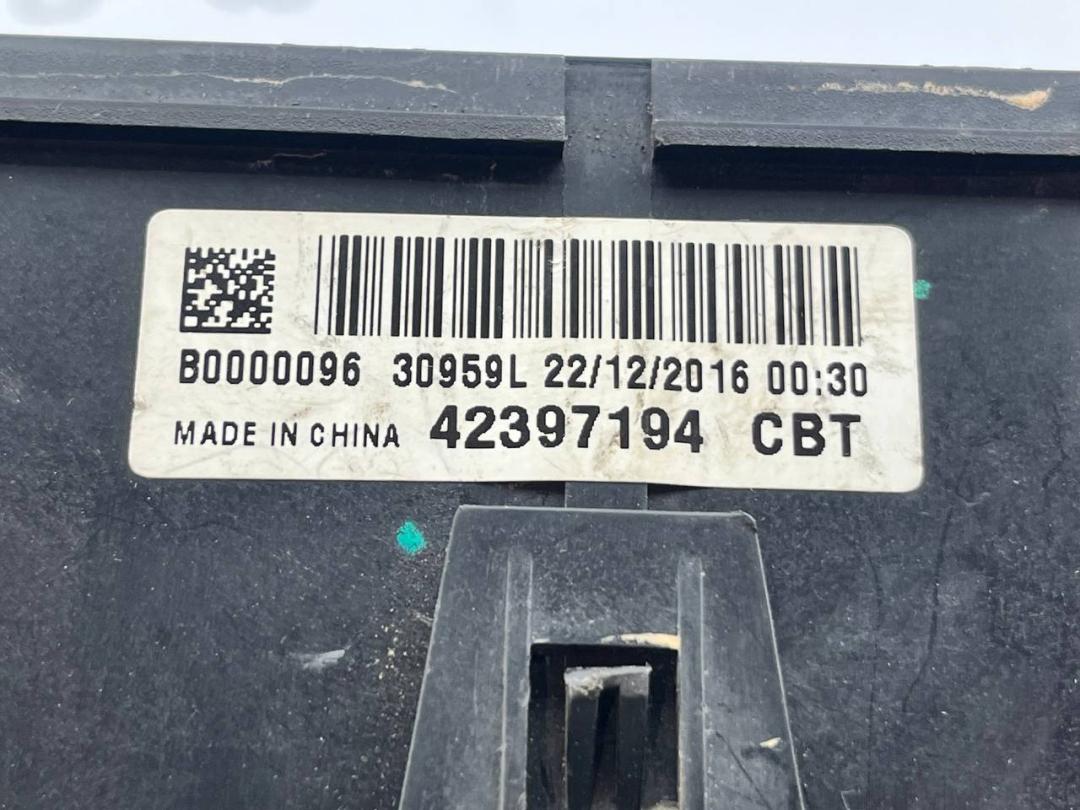 B0000096 30959L 22/12/2016 00:30
MADE IN CHINA 42397194 CBT